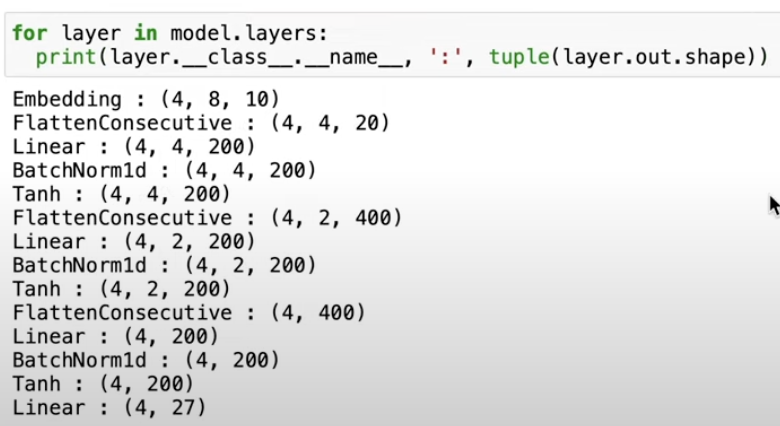 for layer in model.layers:
print(layer.__class__.__name__, ':', tuple(layer.out.shape))
Embedding : (4, 8, 10)
FlattenConsecutive : (4, 4, 20)
Linear : (4, 4, 200)
BatchNorm1d : (4, 4, 200)
Tanh : (4, 4, 200)
FlattenConsecutive : (4, 2, 400)
Linear : (4, 2, 200)
BatchNorm1d : (4, 2, 200)
Tanh : (4, 2, 200)
FlattenConsecutive : (4, 400)
Linear : (4, 200)
BatchNorm1d : (4, 200)
Tanh : (4, 200)
Linear : (4, 27)